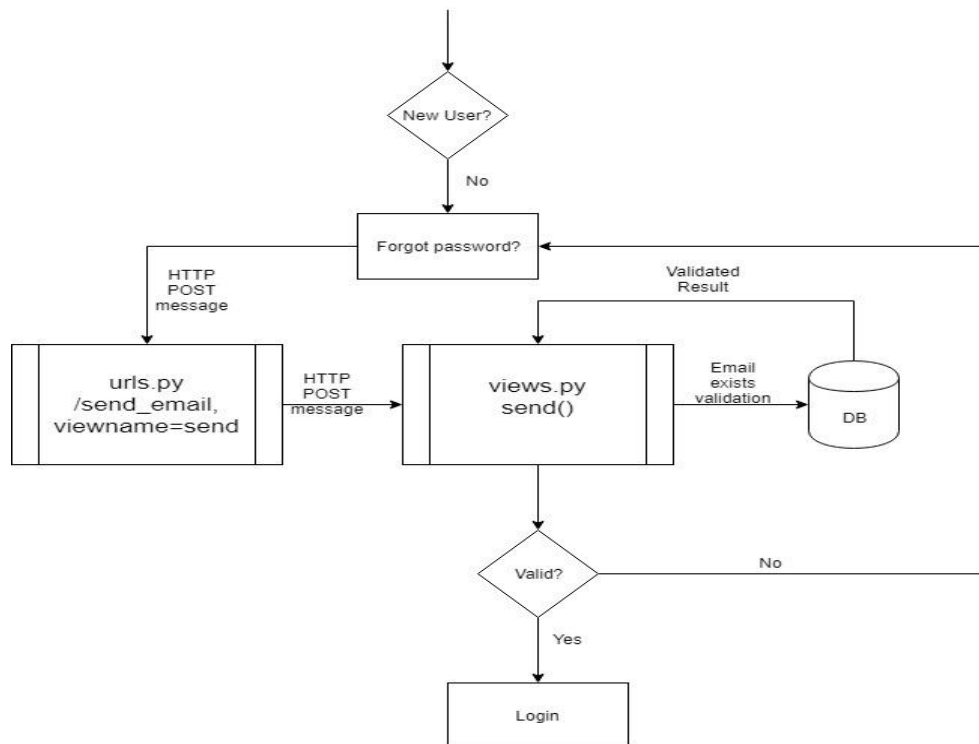 New User?
No
Forgot password?
HTTP
POST
message
Validated
Result
urls.py
/send_email,
viewname=send
HTTP
POST
message
views.py
send()
Email
exists
validation
DB
Valid?
No
Yes
Login